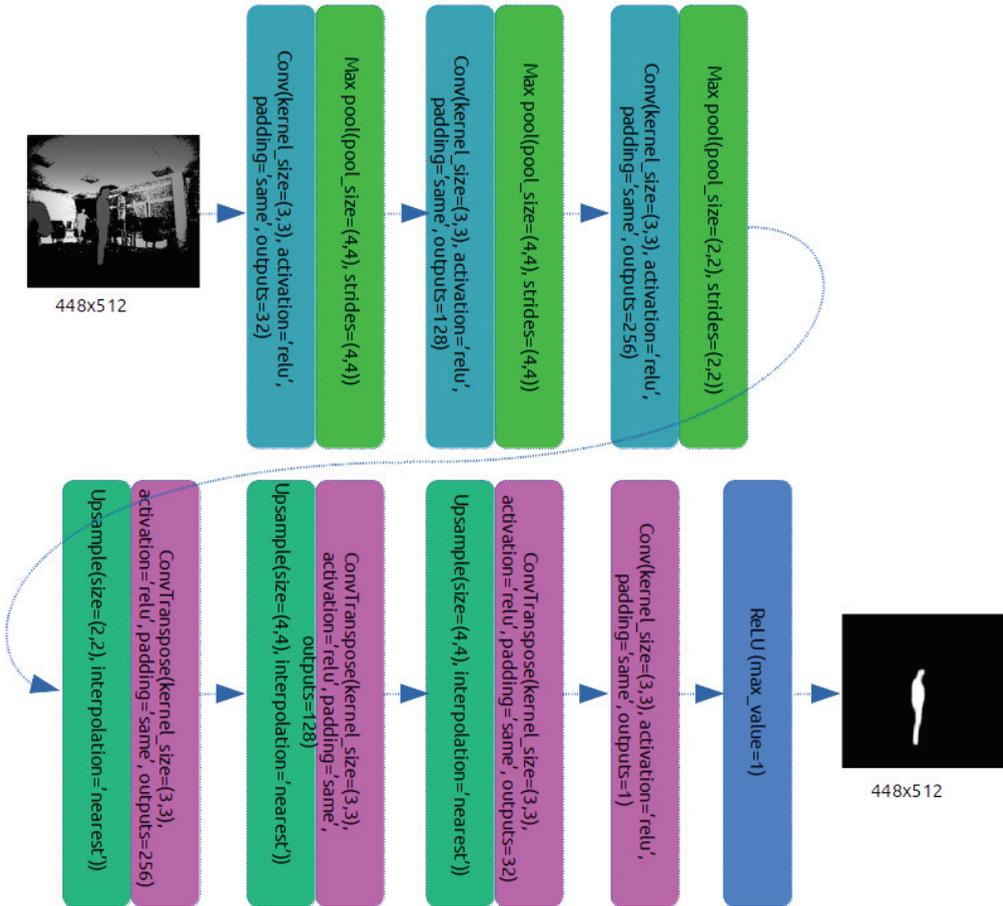 448x512
Conv(kernel_size=(3,3), activation='relu',
padding='same', outputs=32)
Max pool(pool_size=(4,4), strides=(4,4))
Conv(kernel_size=(3,3), activation='relu',
padding='same', outputs=128)
Max pool(pool_size=(4,4), strides=(4,4))
Conv(kernel_size=(3,3), activation='relu',
padding='same', outputs=256)
Max pool(pool_size=(2,2), strides=(2,2))
Upsample(size=(2,2), interpolation='nearest'))
ConvTranspose(kernel_size=(3,3),
activation='relu', padding='same', outputs=256)
Upsample(size=(4,4), interpolation='nearest'))
ConvTranspose(kernel_size=(3,3),
activation='relu', padding='same',
outputs=128)
Upsample(size=(4,4), interpolation='nearest'))
ConvTranspose(kernel_size=(3,3),
activation='relu', padding='same', outputs=32)
Conv(kernel_size=(3,3), activation='relu',
padding='same', outputs=1)
ReLU (max_value=1)
448x512